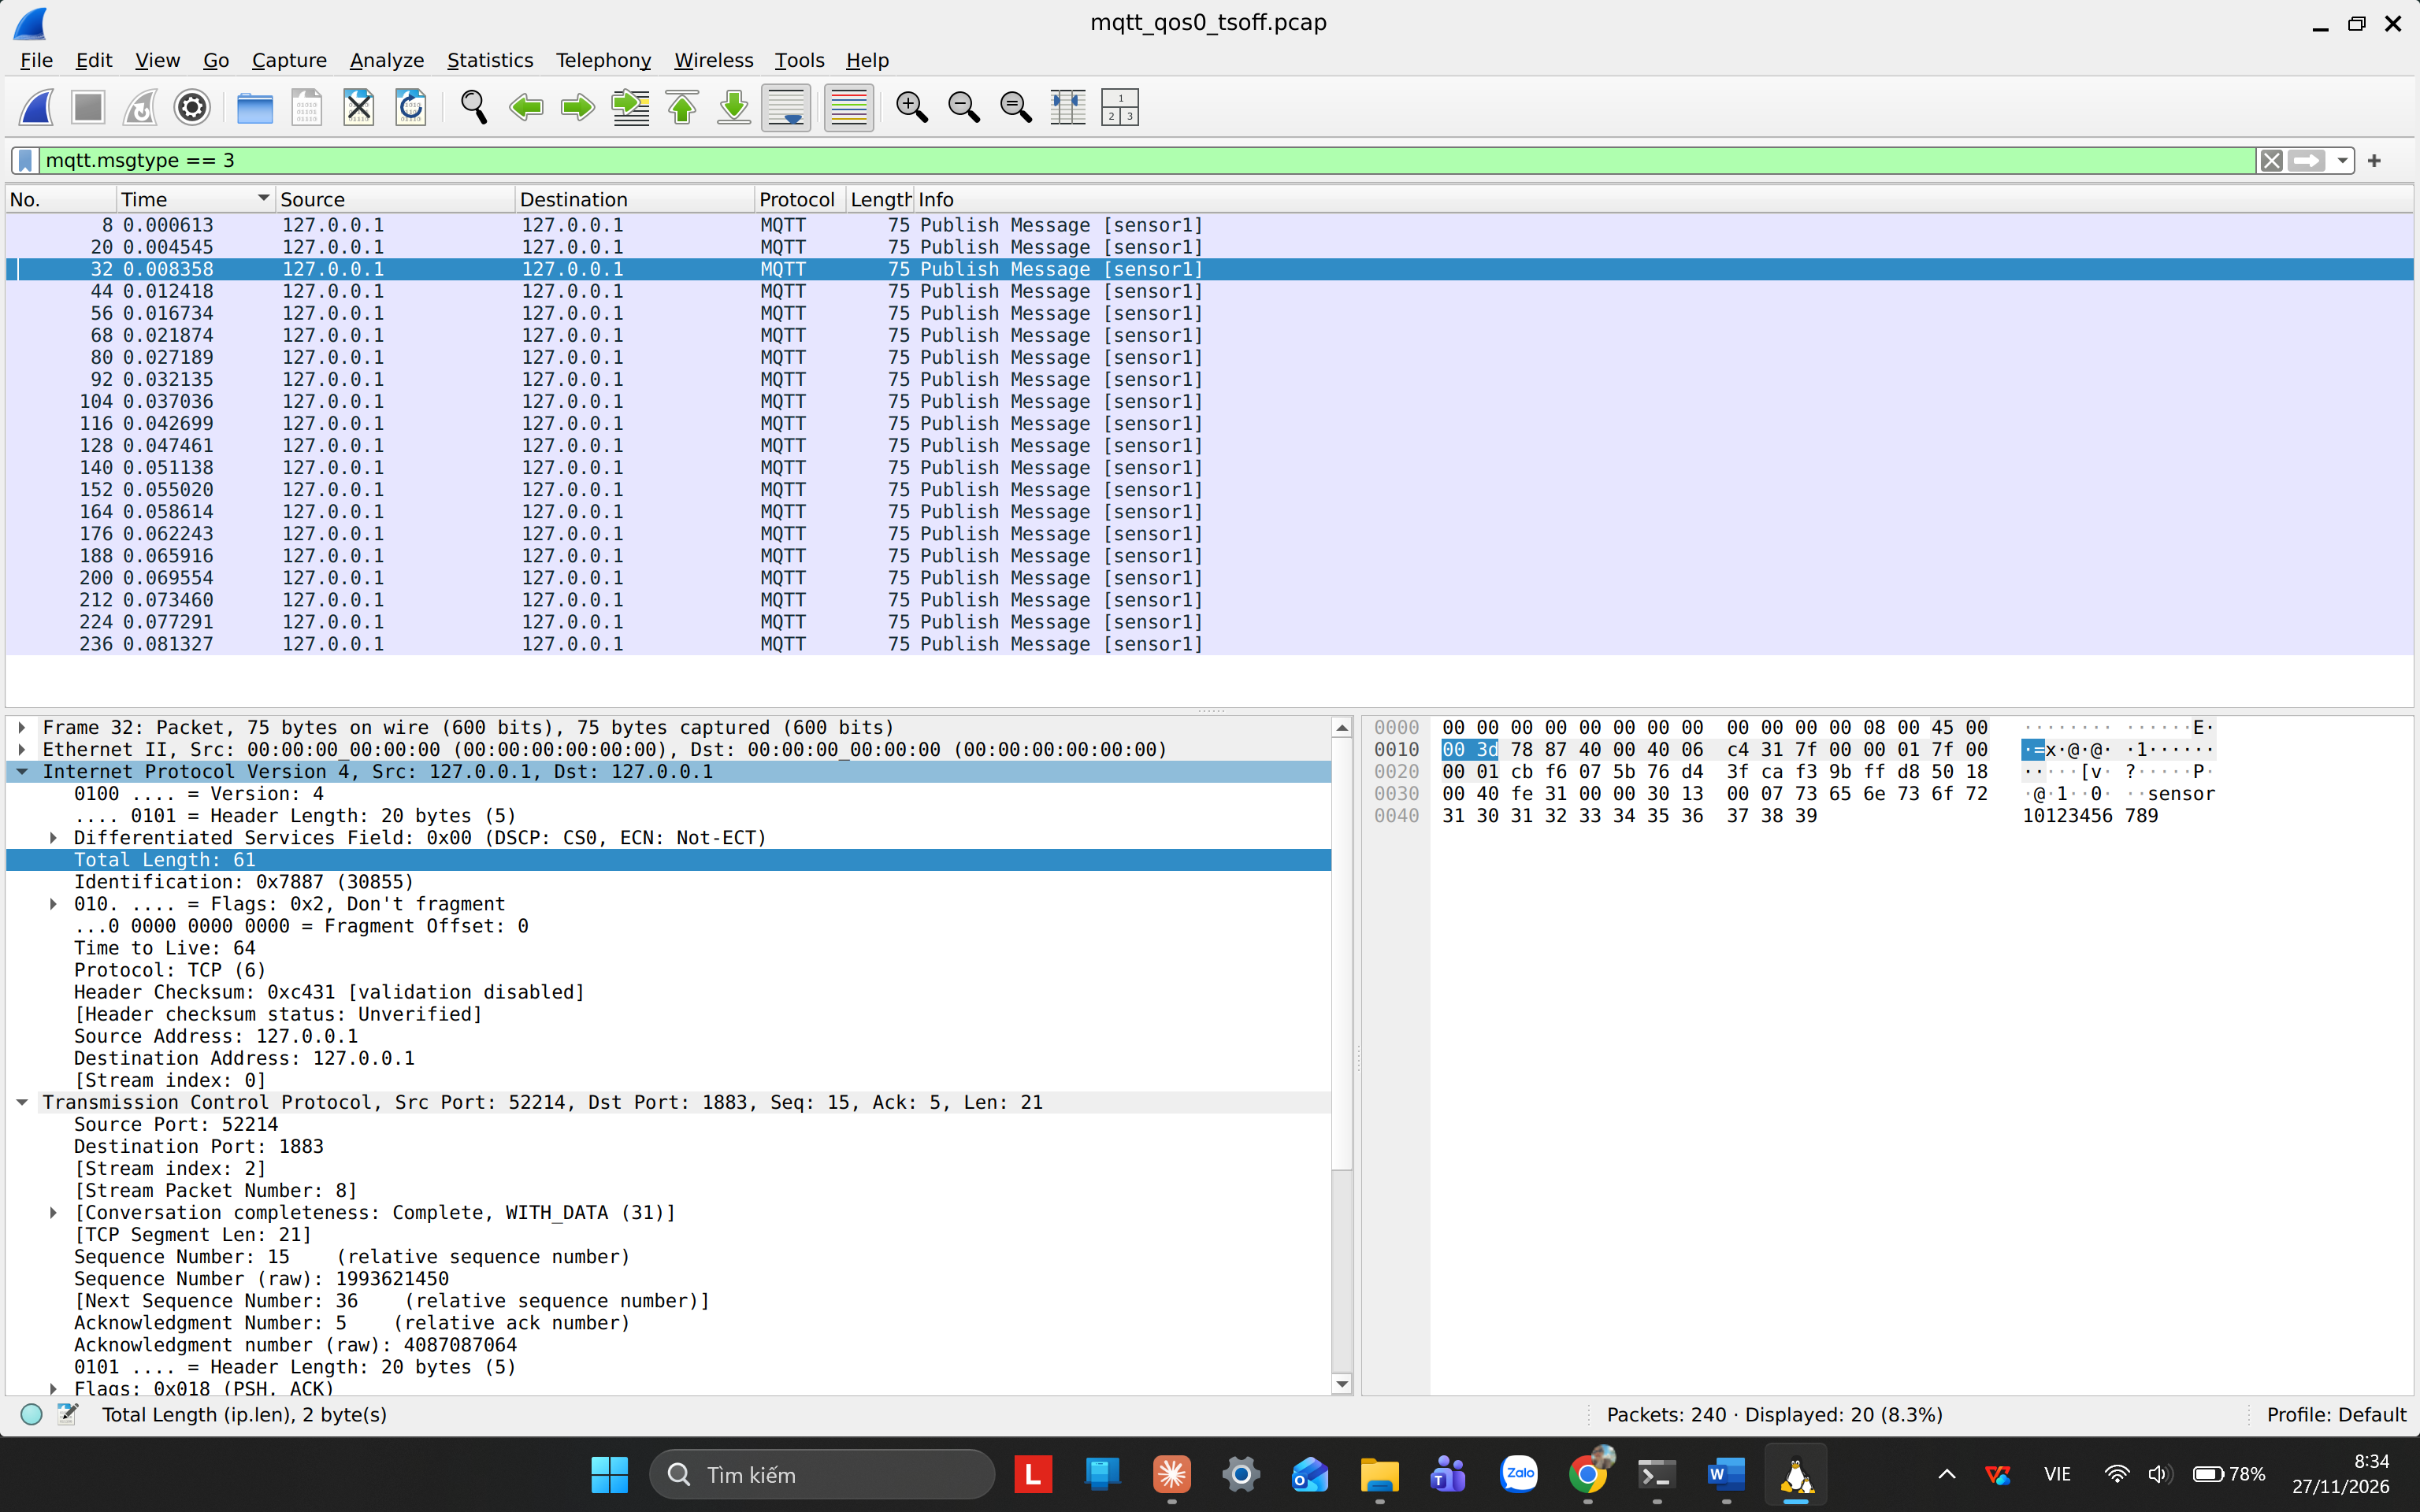 mqtt_qos0_tsoff.pcap
File Edit View Go Capture Analyze Statistics Telephony Wireless Tools Help
mqtt.msgtype == 3
No. Time Source Destination Protocol Length Info
8 0.000613 127.0.0.1 127.0.0.1 MQTT 75 Publish Message [sensor1]
20 0.004545 127.0.0.1 127.0.0.1 MQTT 75 Publish Message [sensor1]
32 0.008358 127.0.0.1 127.0.0.1 MQTT 75 Publish Message [sensor1]
44 0.012418 127.0.0.1 127.0.0.1 MQTT 75 Publish Message [sensor1]
56 0.016734 127.0.0.1 127.0.0.1 MQTT 75 Publish Message [sensor1]
68 0.021874 127.0.0.1 127.0.0.1 MQTT 75 Publish Message [sensor1]
80 0.027189 127.0.0.1 127.0.0.1 MQTT 75 Publish Message [sensor1]
92 0.032135 127.0.0.1 127.0.0.1 MQTT 75 Publish Message [sensor1]
104 0.037036 127.0.0.1 127.0.0.1 MQTT 75 Publish Message [sensor1]
116 0.042699 127.0.0.1 127.0.0.1 MQTT 75 Publish Message [sensor1]
128 0.047461 127.0.0.1 127.0.0.1 MQTT 75 Publish Message [sensor1]
140 0.051138 127.0.0.1 127.0.0.1 MQTT 75 Publish Message [sensor1]
152 0.055020 127.0.0.1 127.0.0.1 MQTT 75 Publish Message [sensor1]
164 0.058614 127.0.0.1 127.0.0.1 MQTT 75 Publish Message [sensor1]
176 0.062243 127.0.0.1 127.0.0.1 MQTT 75 Publish Message [sensor1]
188 0.065916 127.0.0.1 127.0.0.1 MQTT 75 Publish Message [sensor1]
200 0.069554 127.0.0.1 127.0.0.1 MQTT 75 Publish Message [sensor1]
212 0.073460 127.0.0.1 127.0.0.1 MQTT 75 Publish Message [sensor1]
224 0.077291 127.0.0.1 127.0.0.1 MQTT 75 Publish Message [sensor1]
236 0.081327 127.0.0.1 127.0.0.1 MQTT 75 Publish Message [sensor1]
Frame 32: Packet, 75 bytes on wire (600 bits), 75 bytes captured (600 bits)
Ethernet II, Src: 00:00:00_00:00:00 (00:00:00:00:00:00), Dst: 00:00:00_00:00:00 (00:00:00:00:00:00)
Internet Protocol Version 4, Src: 127.0.0.1, Dst: 127.0.0.1
0100 .... = Version: 4
.... 0101 = Header Length: 20 bytes (5)
Differentiated Services Field: 0x00 (DSCP: CS0, ECN: Not-ECT)
Total Length: 61
Identification: 0x7887 (30855)
010. .... = Flags: 0x2, Don't fragment
...0 0000 0000 0000 = Fragment Offset: 0
Time to Live: 64
Protocol: TCP (6)
Header Checksum: 0xc431 [validation disabled]
[Header checksum status: Unverified]
Source Address: 127.0.0.1
Destination Address: 127.0.0.1
[Stream index: 0]
Transmission Control Protocol, Src Port: 52214, Dst Port: 1883, Seq: 15, Ack: 5, Len: 21
Source Port: 52214
Destination Port: 1883
[Stream index: 2]
[Stream Packet Number: 8]
[Conversation completeness: Complete, WITH_DATA (31)]
[TCP Segment Len: 21]
Sequence Number: 15 (relative sequence number)
Sequence Number (raw): 1993621450
[Next Sequence Number: 36 (relative sequence number)]
Acknowledgment Number: 5 (relative ack number)
Acknowledgment number (raw): 4087087064
0101 .... = Header Length: 20 bytes (5)
Flags: 0x018 (PSH, ACK)
0000 00 00 00 00 00 00 00 00 00 00 00 00 08 00 45 00 ········ ······E·
0010 00 3d 78 87 40 00 40 06 c4 31 7f 00 00 01 7f 00 ·=x·@·@· ·1······
0020 00 01 cb f6 07 5b 76 d4 3f ca f3 9b ff d8 50 18 ·····[v· ?·····P·
0030 00 40 fe 31 00 00 30 13 00 07 73 65 6e 73 6f 72 ·@·1··0· ··sensor
0040 31 30 31 32 33 34 35 36 37 38 39 10123456 789
Total Length (ip.len), 2 byte(s)
Packets: 240 · Displayed: 20 (8.3%)
Profile: Default
Tìm kiếm
L
Zalo
VIE
78%
8:34
27/11/2026